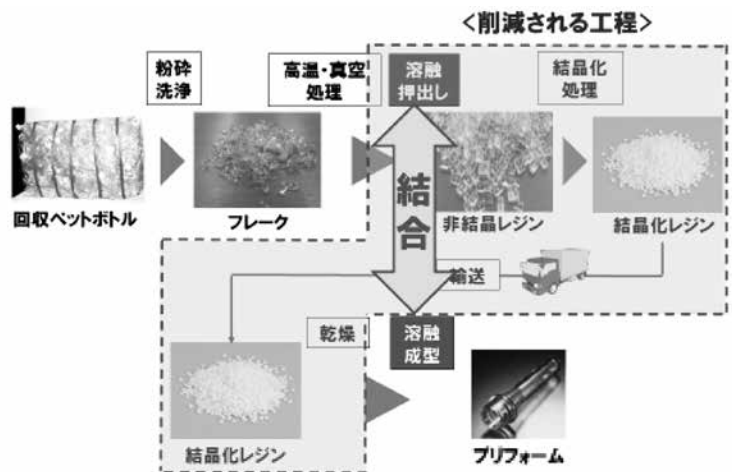 <削減される工程>
粉砕
洗浄
高温・真空
処理
溶融
押出し
結晶化
処理
回収ペットボトル
フレーク
結合
非結晶レジン
結晶化レジン
輸送
乾燥
溶融
成型
結晶化レジン
プリフォーム